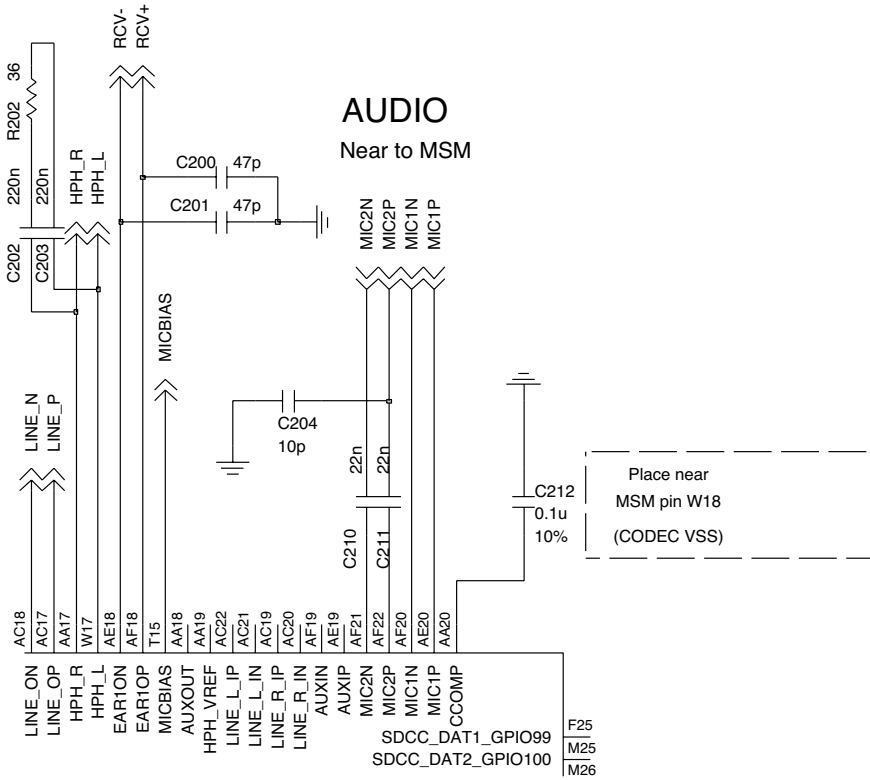 RCV-
RCV+
36
R202
AUDIO
Near to MSM
220n
220n
HPH_R
HPH_L
C200 47p
C201 47p
C202
C203
MIC2N
MIC2P
MIC1N
MIC1P
MICBIAS
LINE_N
LINE_P
C204
10p
22n
22n
C210
C211
C212
0.1u
10%
Place near
MSM pin W18
(CODEC VSS)
AC18
AC17
AA17
W17
AE18
AF18
T15
AA18
AA19
AC22
AC21
AC19
AC20
AF19
AE19
AF21
AF22
AF20
AE20
AA20
LINE_ON
LINE_OP
HPH_R
HPH_L
EAR1ON
EAR1OP
MICBIAS
AUXOUT
HPH_VREF
LINE_L_IP
LINE_L_IN
LINE_R_IP
LINE_R_IN
AUXIN
AUXIP
MIC2N
MIC2P
MIC1N
MIC1P
CCOMP
SDCC_DAT1_GPIO99
F25
SDCC_DAT2_GPIO100
M25
M26